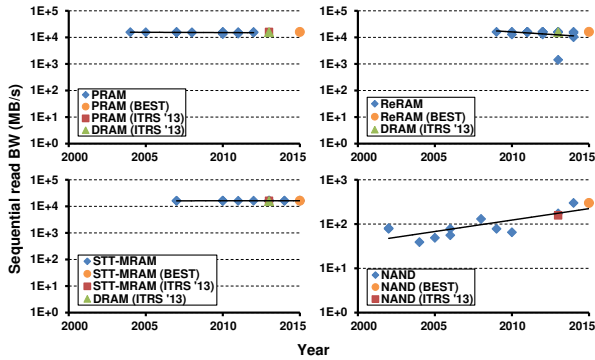 Sequential read BW (MB/s)
1E+5
1E+4
1E+3
1E+2
1E+1
1E+0
PRAM
PRAM (BEST)
PRAM (ITRS '13)
DRAM (ITRS '13)
2000 2005 2010 2015
1E+5
1E+4
1E+3
1E+2
1E+1
1E+0
ReRAM
ReRAM (BEST)
DRAM (ITRS '13)
2000 2005 2010 2015
1E+5
1E+4
1E+3
1E+2
1E+1
1E+0
STT-MRAM
STT-MRAM (BEST)
STT-MRAM (ITRS '13)
DRAM (ITRS '13)
2000 2005 2010 2015
1E+3
1E+2
1E+1
1E+0
NAND
NAND (BEST)
NAND (ITRS '13)
2000 2005 2010 2015
Year